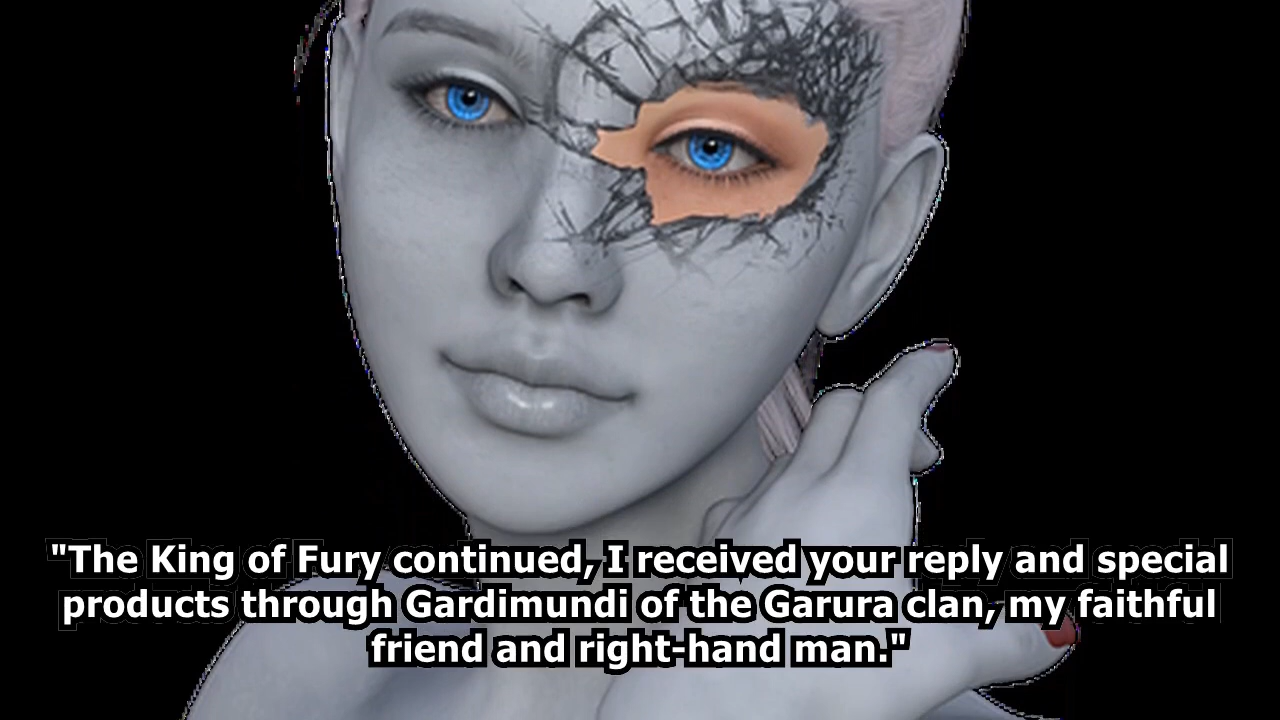 "The King of Fury continued, I received your reply and special
products through Gardimundi of the Garura clan, my faithful
friend and right-hand man."